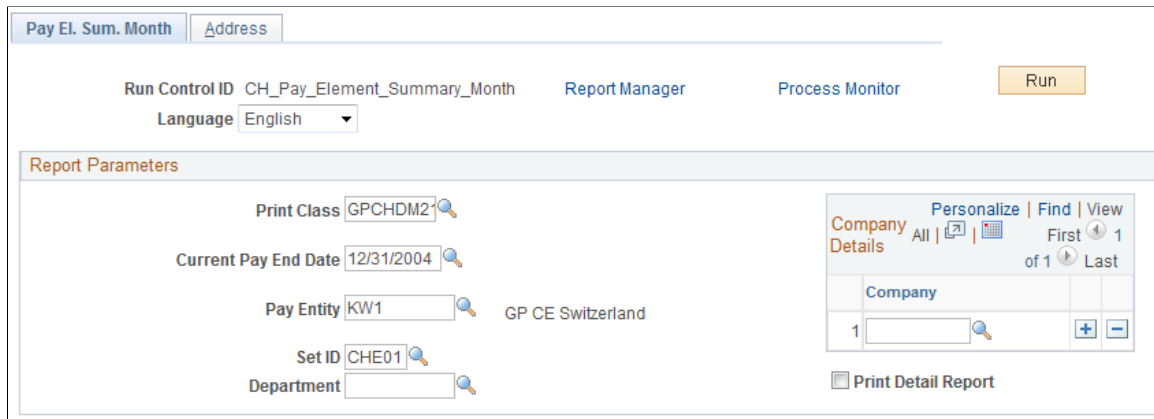 Pay El. Sum. Month Address
Run Control ID CH_Pay_Element_Summary_Month Report Manager Process Monitor Run
Language English
Report Parameters
Print Class GPCHDM21
Current Pay End Date 12/31/2004
Pay Entity KW1 GP CE Switzerland
Set ID CHE01
Department
Company Details Personalize | Find | View All | | First 1 of 1 Last
Company
1
Print Detail Report